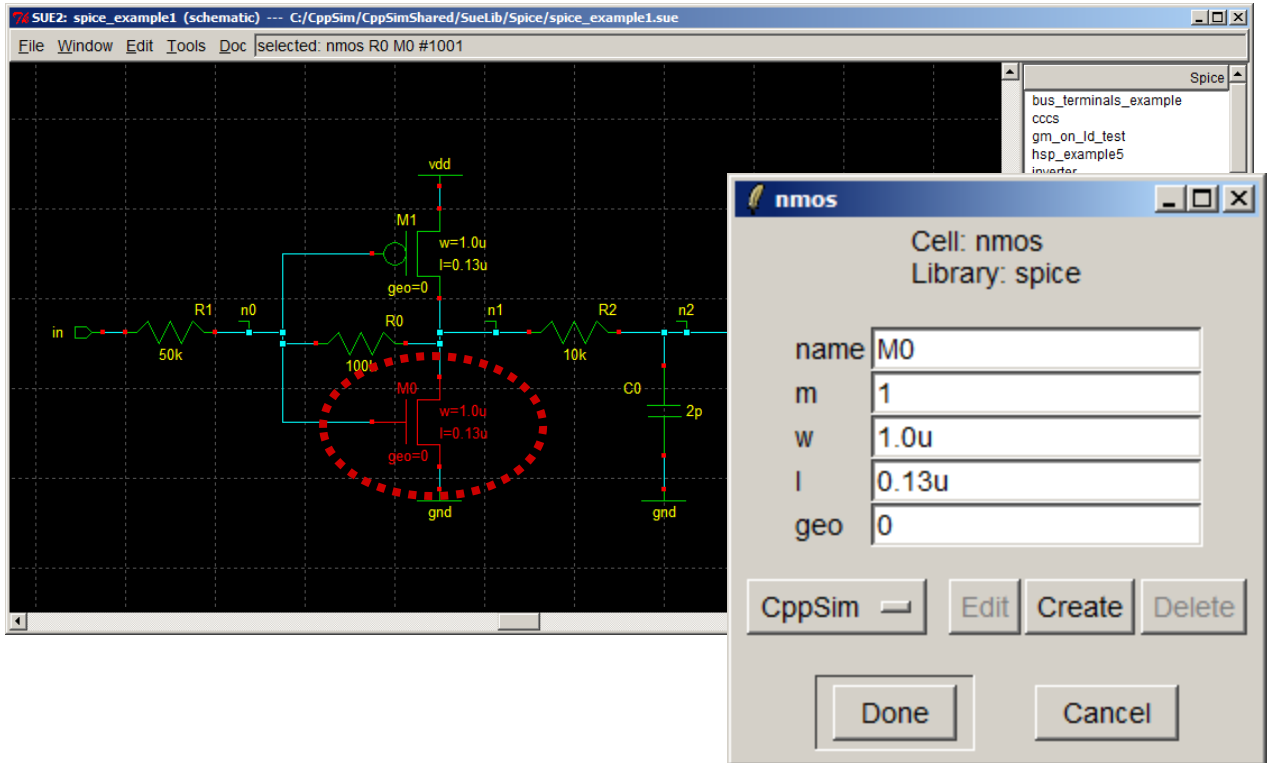 SUE2: spice_example1 (schematic) --- C:/CppSim/CppSimShared/SueLib/Spice/spice_example1.sue
File Window Edit Tools Doc selected: nmos R0 M0 #1001
Spice
bus_terminals_example
cccs
gm_on_Id_test
hsp_example5
inverter
vdd
M1
w=1.0u
l=0.13u
geo=0
R1 n0
in
50k
R0
n1
R2
n2
10k
M0
w=1.0u
l=0.13u
geo=0
C0
2p
gnd
gnd
nmos
Cell: nmos
Library: spice
name M0
m 1
w 1.0u
l 0.13u
geo 0
CppSim Edit Create Delete
Done Cancel